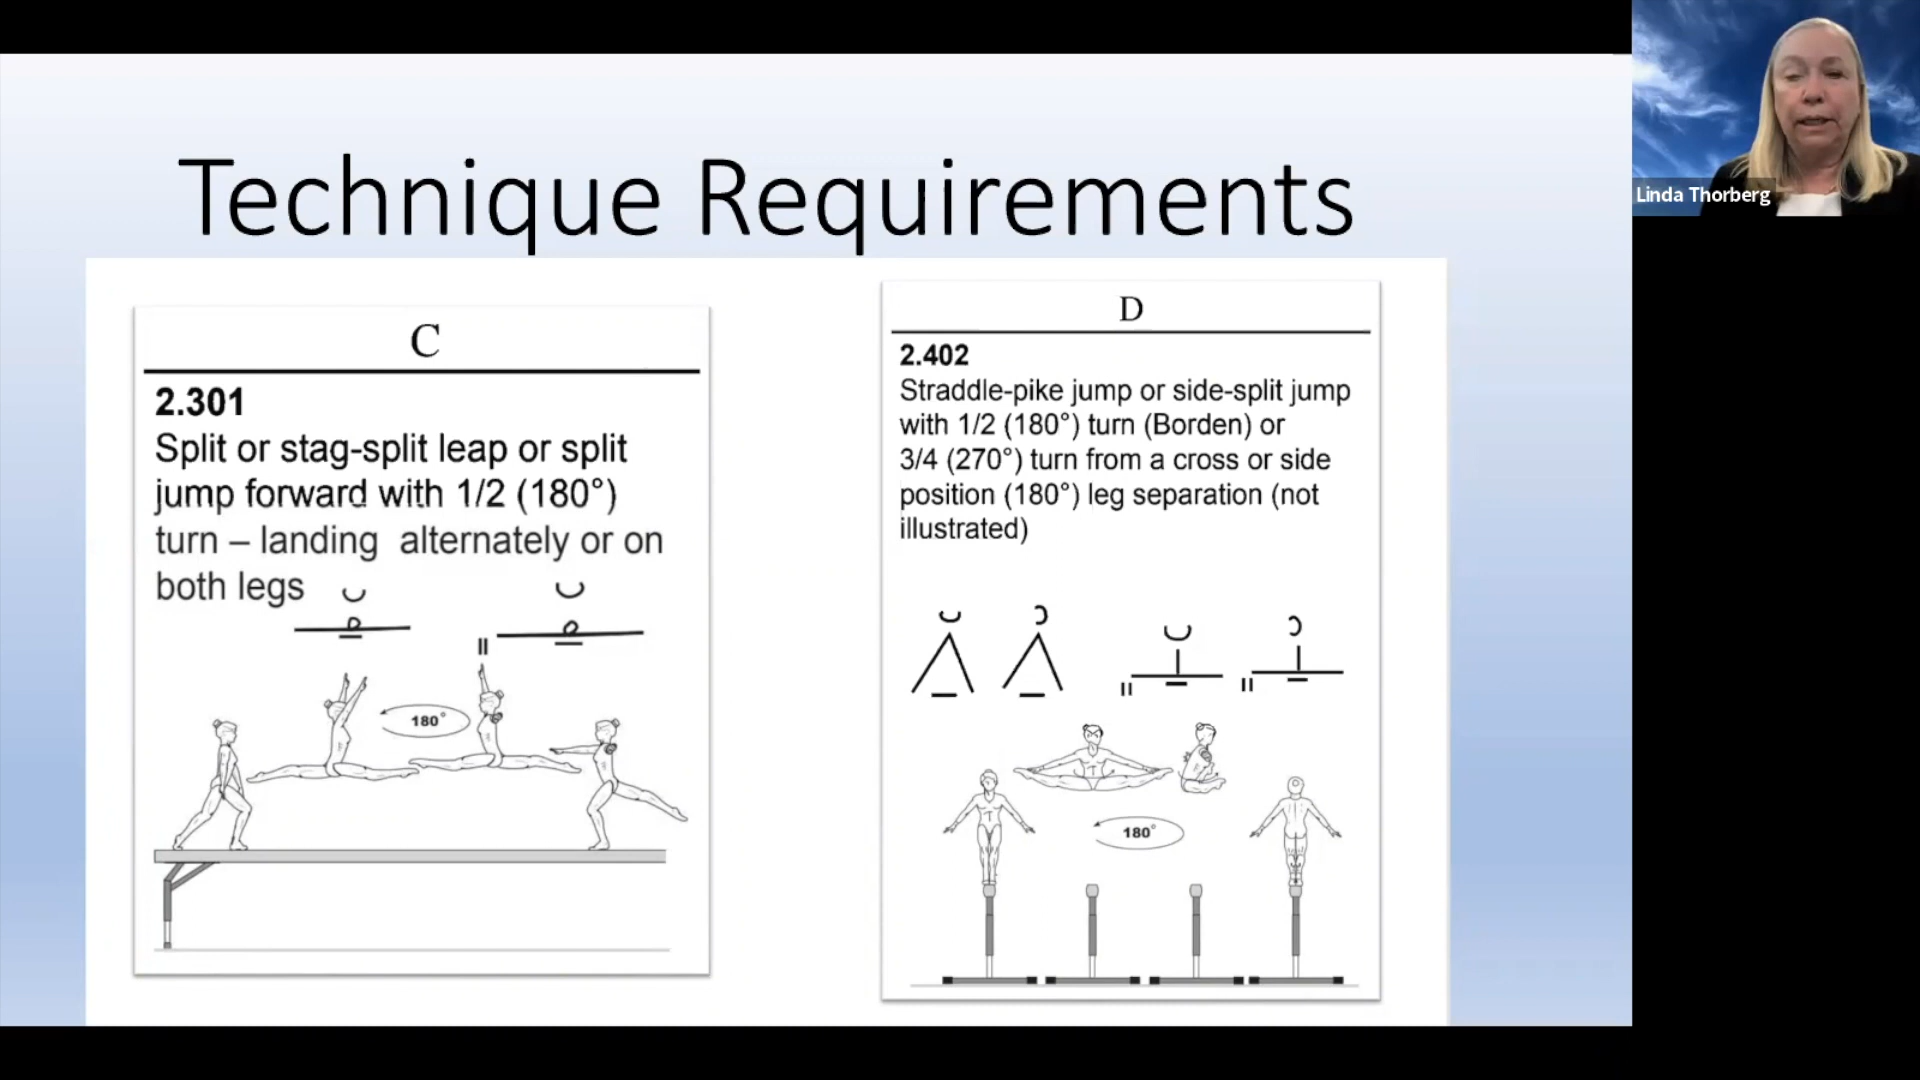 Technique Requirements
Linda Thorberg
C
2.301
Split or stag-split leap or split
jump forward with 1/2 (180°)
turn – landing alternately or on
both legs
180°
D
2.402
Straddle-pike jump or side-split jump
with 1/2 (180°) turn (Borden) or
3/4 (270°) turn from a cross or side
position (180°) leg separation (not
illustrated)
180°